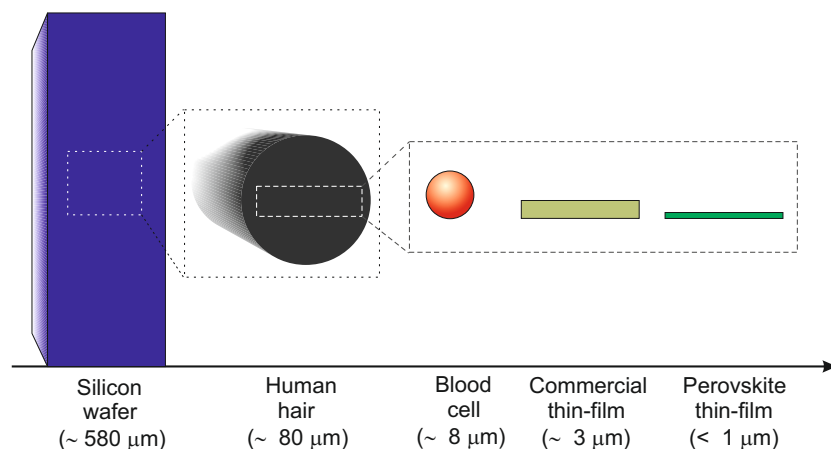 Silicon
wafer
(~ 580 μm)
Human
hair
(~ 80 μm)
Blood
cell
(~ 8 μm)
Commercial
thin-film
(~ 3 μm)
Perovskite
thin-film
(< 1 μm)